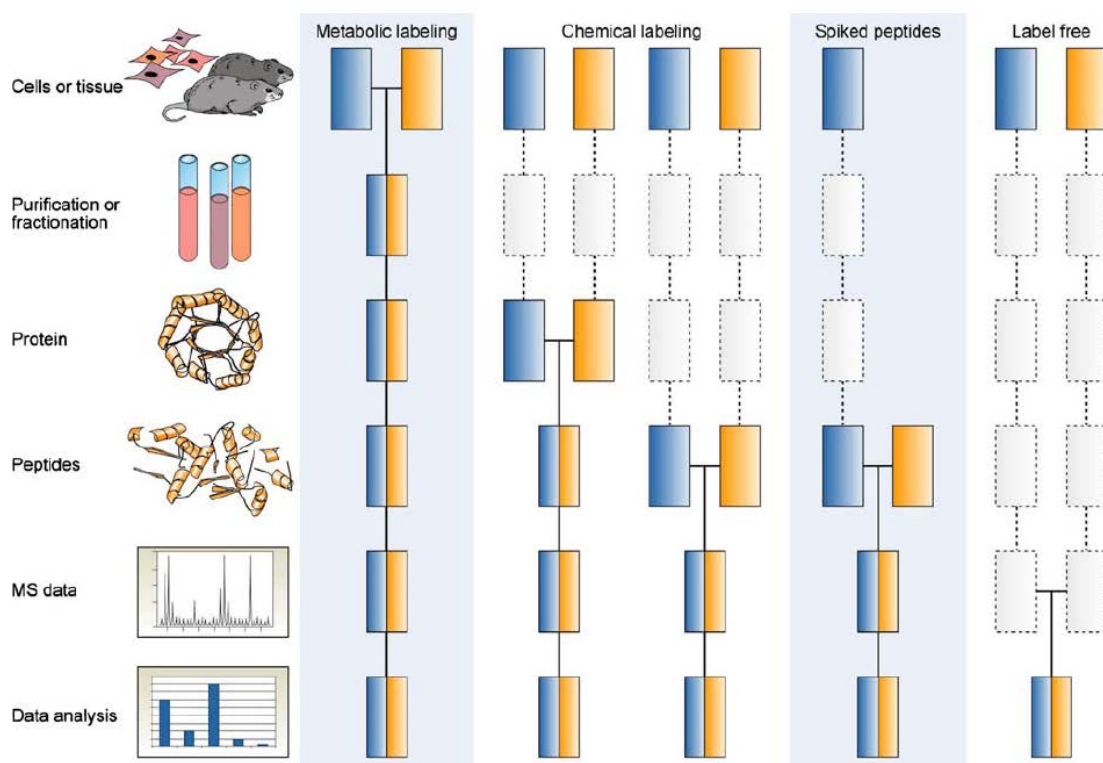 Metabolic labeling
Chemical labeling
Spiked peptides
Label free
Cells or tissue
Purification or
fractionation
Protein
Peptides
MS data
Data analysis